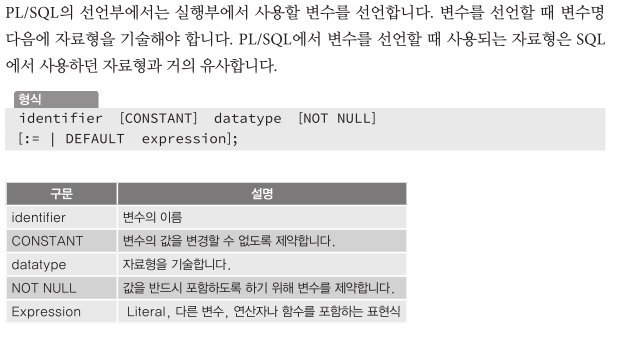 PL/SQL의 선언부에서는 실행부에서 사용할 변수를 선언합니다. 변수를 선언할 때 변수명
다음에 자료형을 기술해야 합니다. PL/SQL에서 변수를 선언할 때 사용되는 자료형은 SQL
에서 사용하던 자료형과 거의 유사합니다.
형식
identifier [CONSTANT] datatype [NOT NULL]
[:= | DEFAULT expression];
구문 설명
identifier 변수의 이름
CONSTANT 변수의 값을 변경할 수 없도록 제약합니다.
datatype 자료형을 기술합니다.
NOT NULL 값을 반드시 포함하도록 하기 위해 변수를 제약합니다.
Expression Literal, 다른 변수, 연산자나 함수를 포함하는 표현식